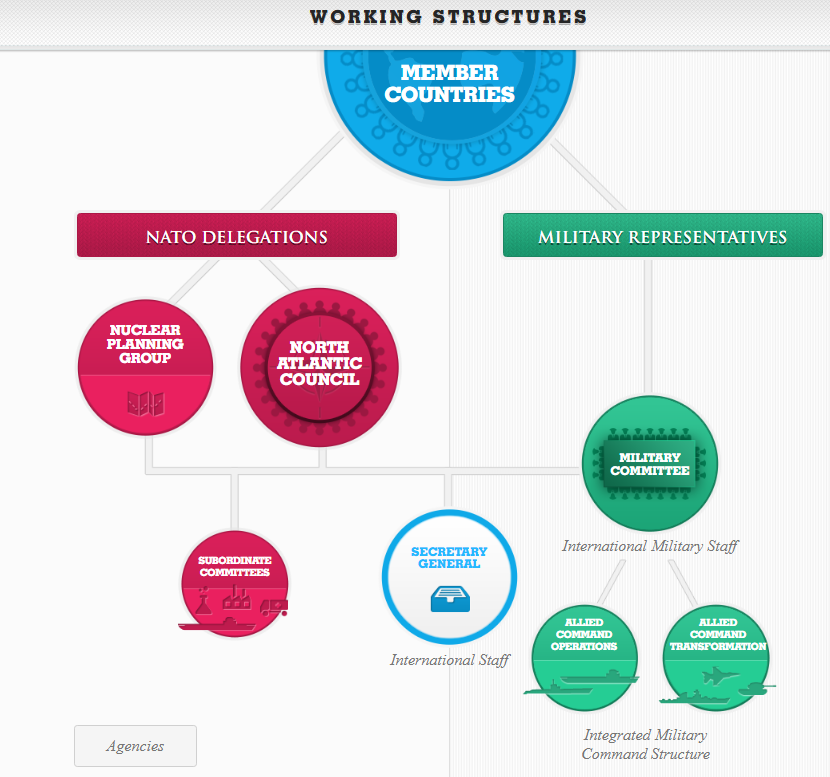 WORKING STRUCTURES
MEMBER
COUNTRIES
NATO DELEGATIONS
MILITARY REPRESENTATIVES
NUCLEAR
PLANNING
GROUP
NORTH
ATLANTIC
COUNCIL
MILITARY
COMMITTEE
International Military Staff
SUBORDINATE
COMMITTEES
SECRETARY
GENERAL
International Staff
ALLIED
COMMAND
OPERATIONS
ALLIED
COMMAND
TRANSFORMATION
Agencies
Integrated Military
Command Structure